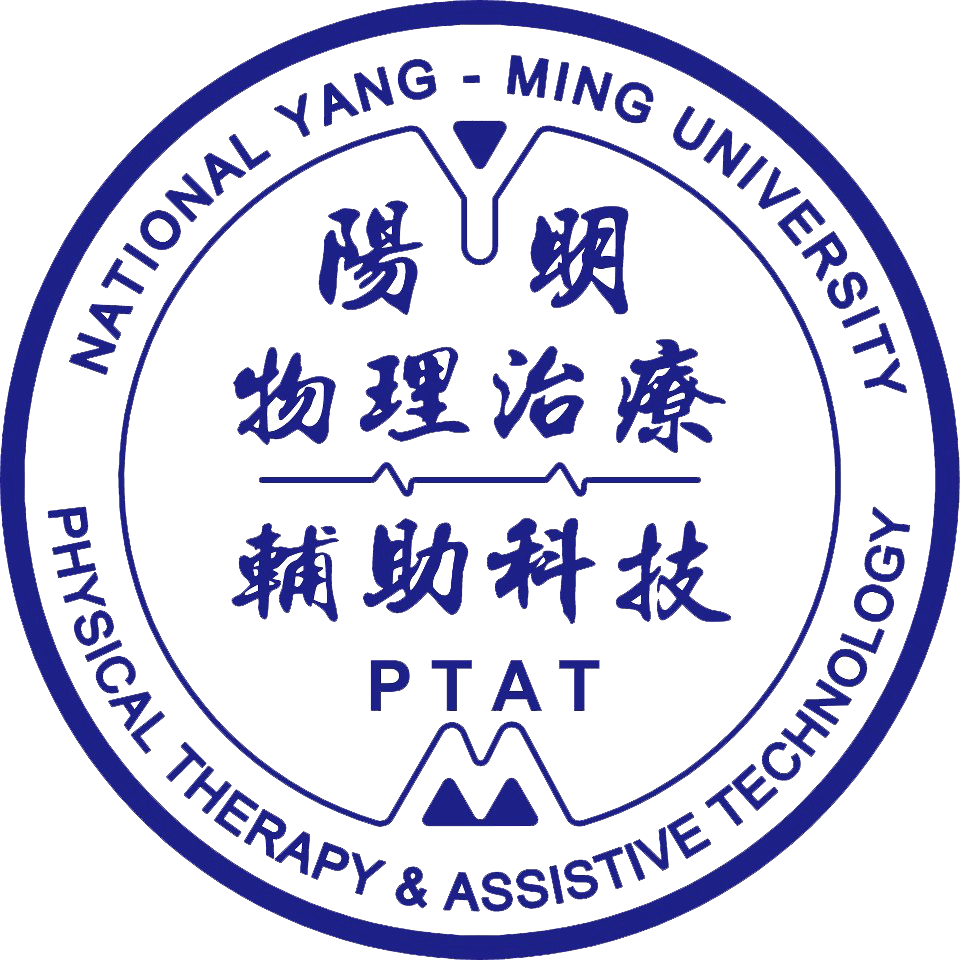 NATIONAL YANG - MING UNIVERSITY
陽明
物理治療
輔助科技
PTAT
PHYSICAL THERAPY & ASSISTIVE TECHNOLOGY